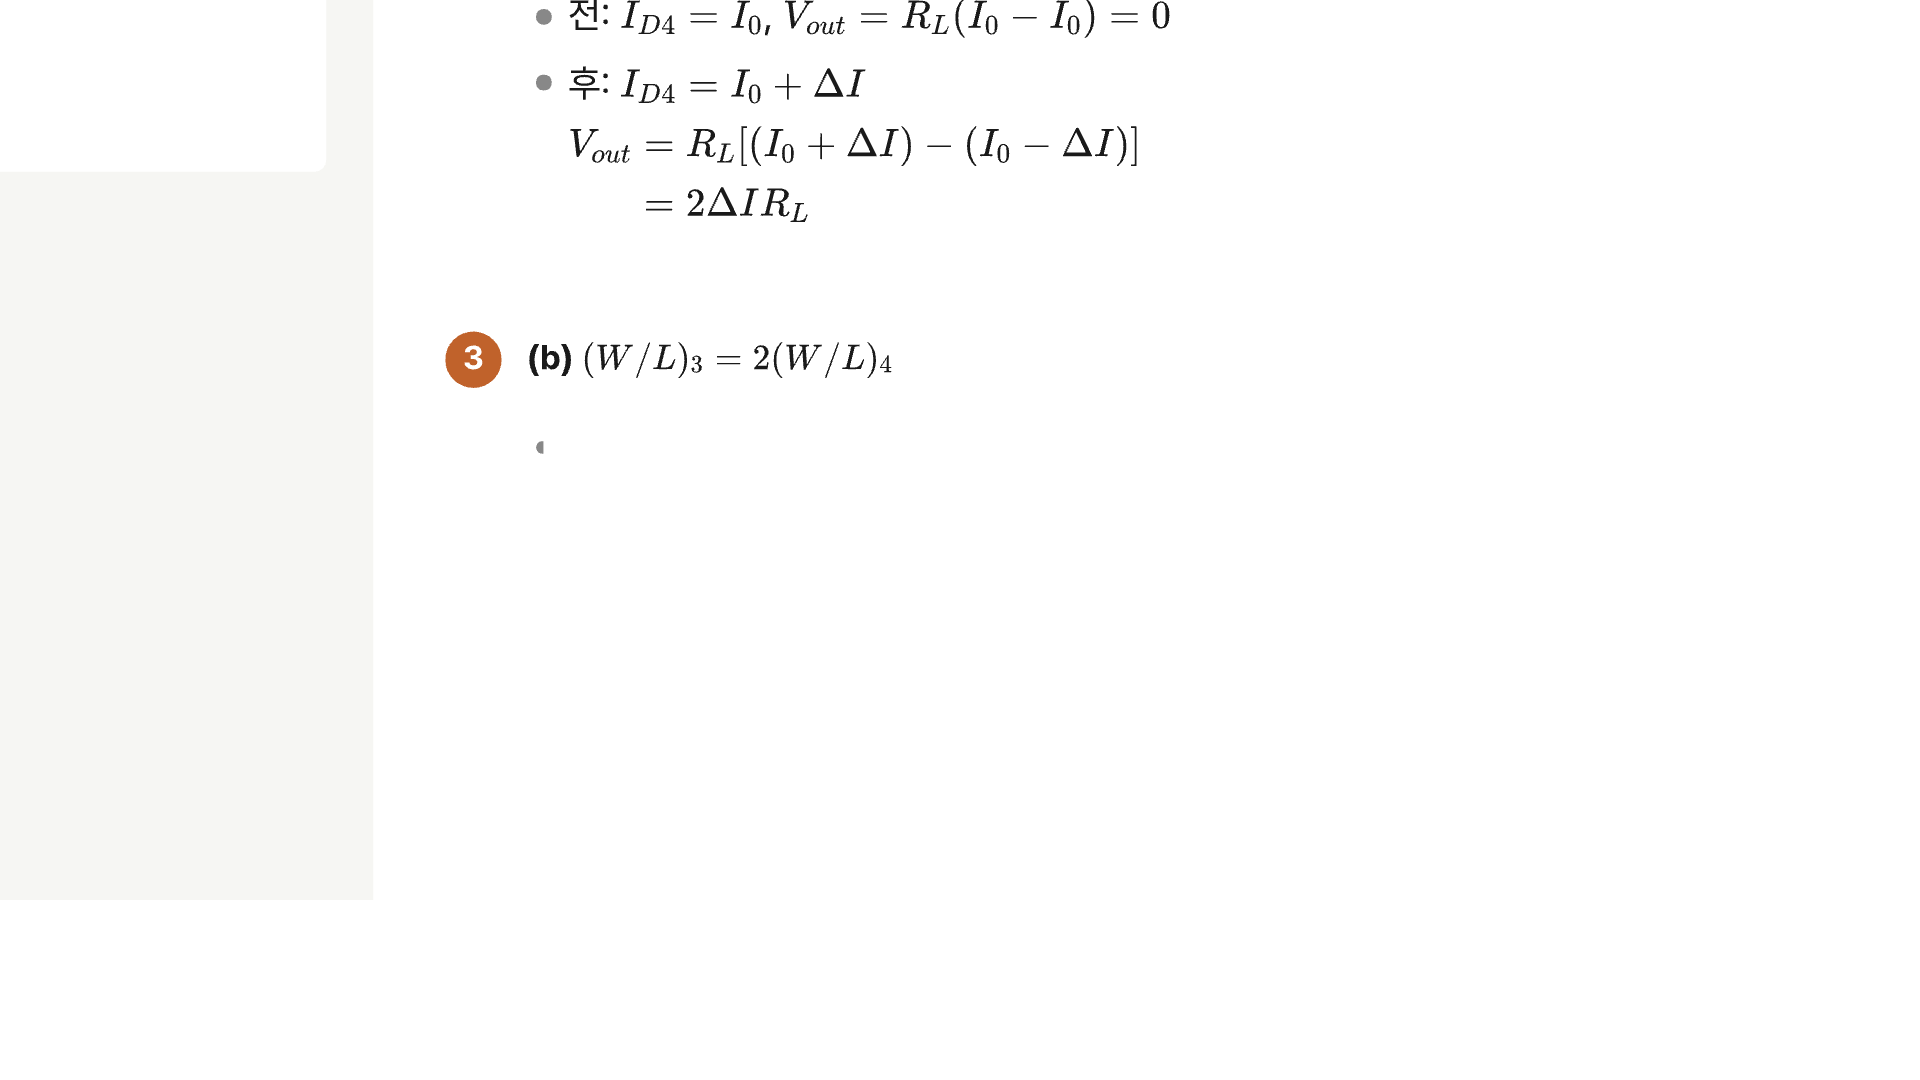 전: I_{D4} = I_0, V_{out} = R_L(I_0 − I_0) = 0
후: I_{D4} = I_0 + ΔI
V_{out} = R_L[(I_0 + ΔI) − (I_0 − ΔI)]
= 2ΔIR_L
3 (b) (W/L)_3 = 2(W/L)_4